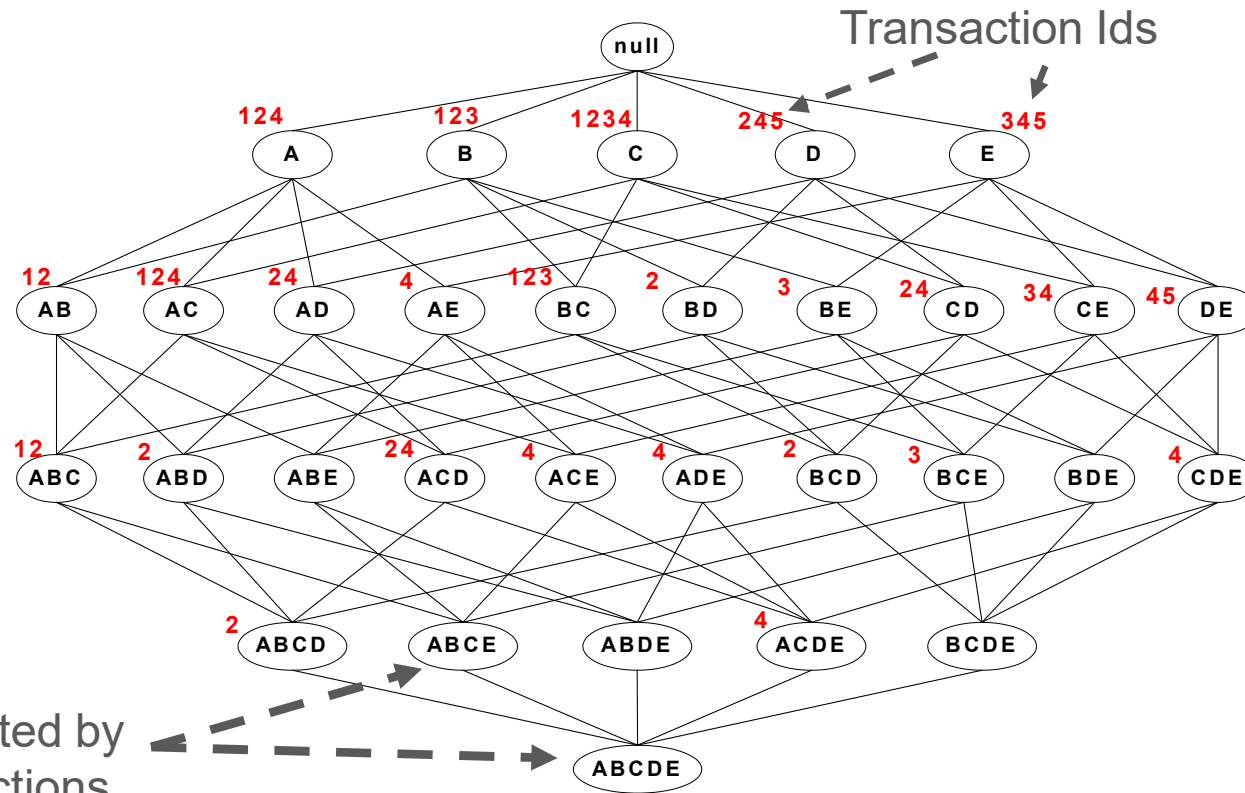 Transaction Ids
null
124 123 1234 245 345
A B C D E
12 124 24 4 123 2 3 24 34 45
AB AC AD AE BC BD BE CD CE DE
12 2 24 4 4 2 3 4
ABC ABD ABE ACD ACE ADE BCD BCE BDE CDE
2 4
ABCD ABCE ABDE ACDE BCDE
ted by
ctions
ABCDE